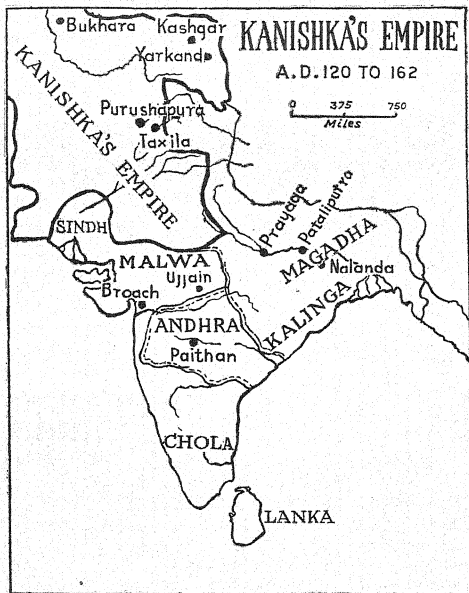 KANISHKA'S EMPIRE
A.D. 120 TO 162
0 375 750
Miles
Bukhara
Kashgar
Yarkand
KANISHKA'S EMPIRE
Purushapura
Taxila
SINDH
MALWA
Ujjain
Broach
Prayaga
Pataliputra
MAGADHA
Nalanda
KALINGA
ANDHRA
Paithan
CHOLA
LANKA